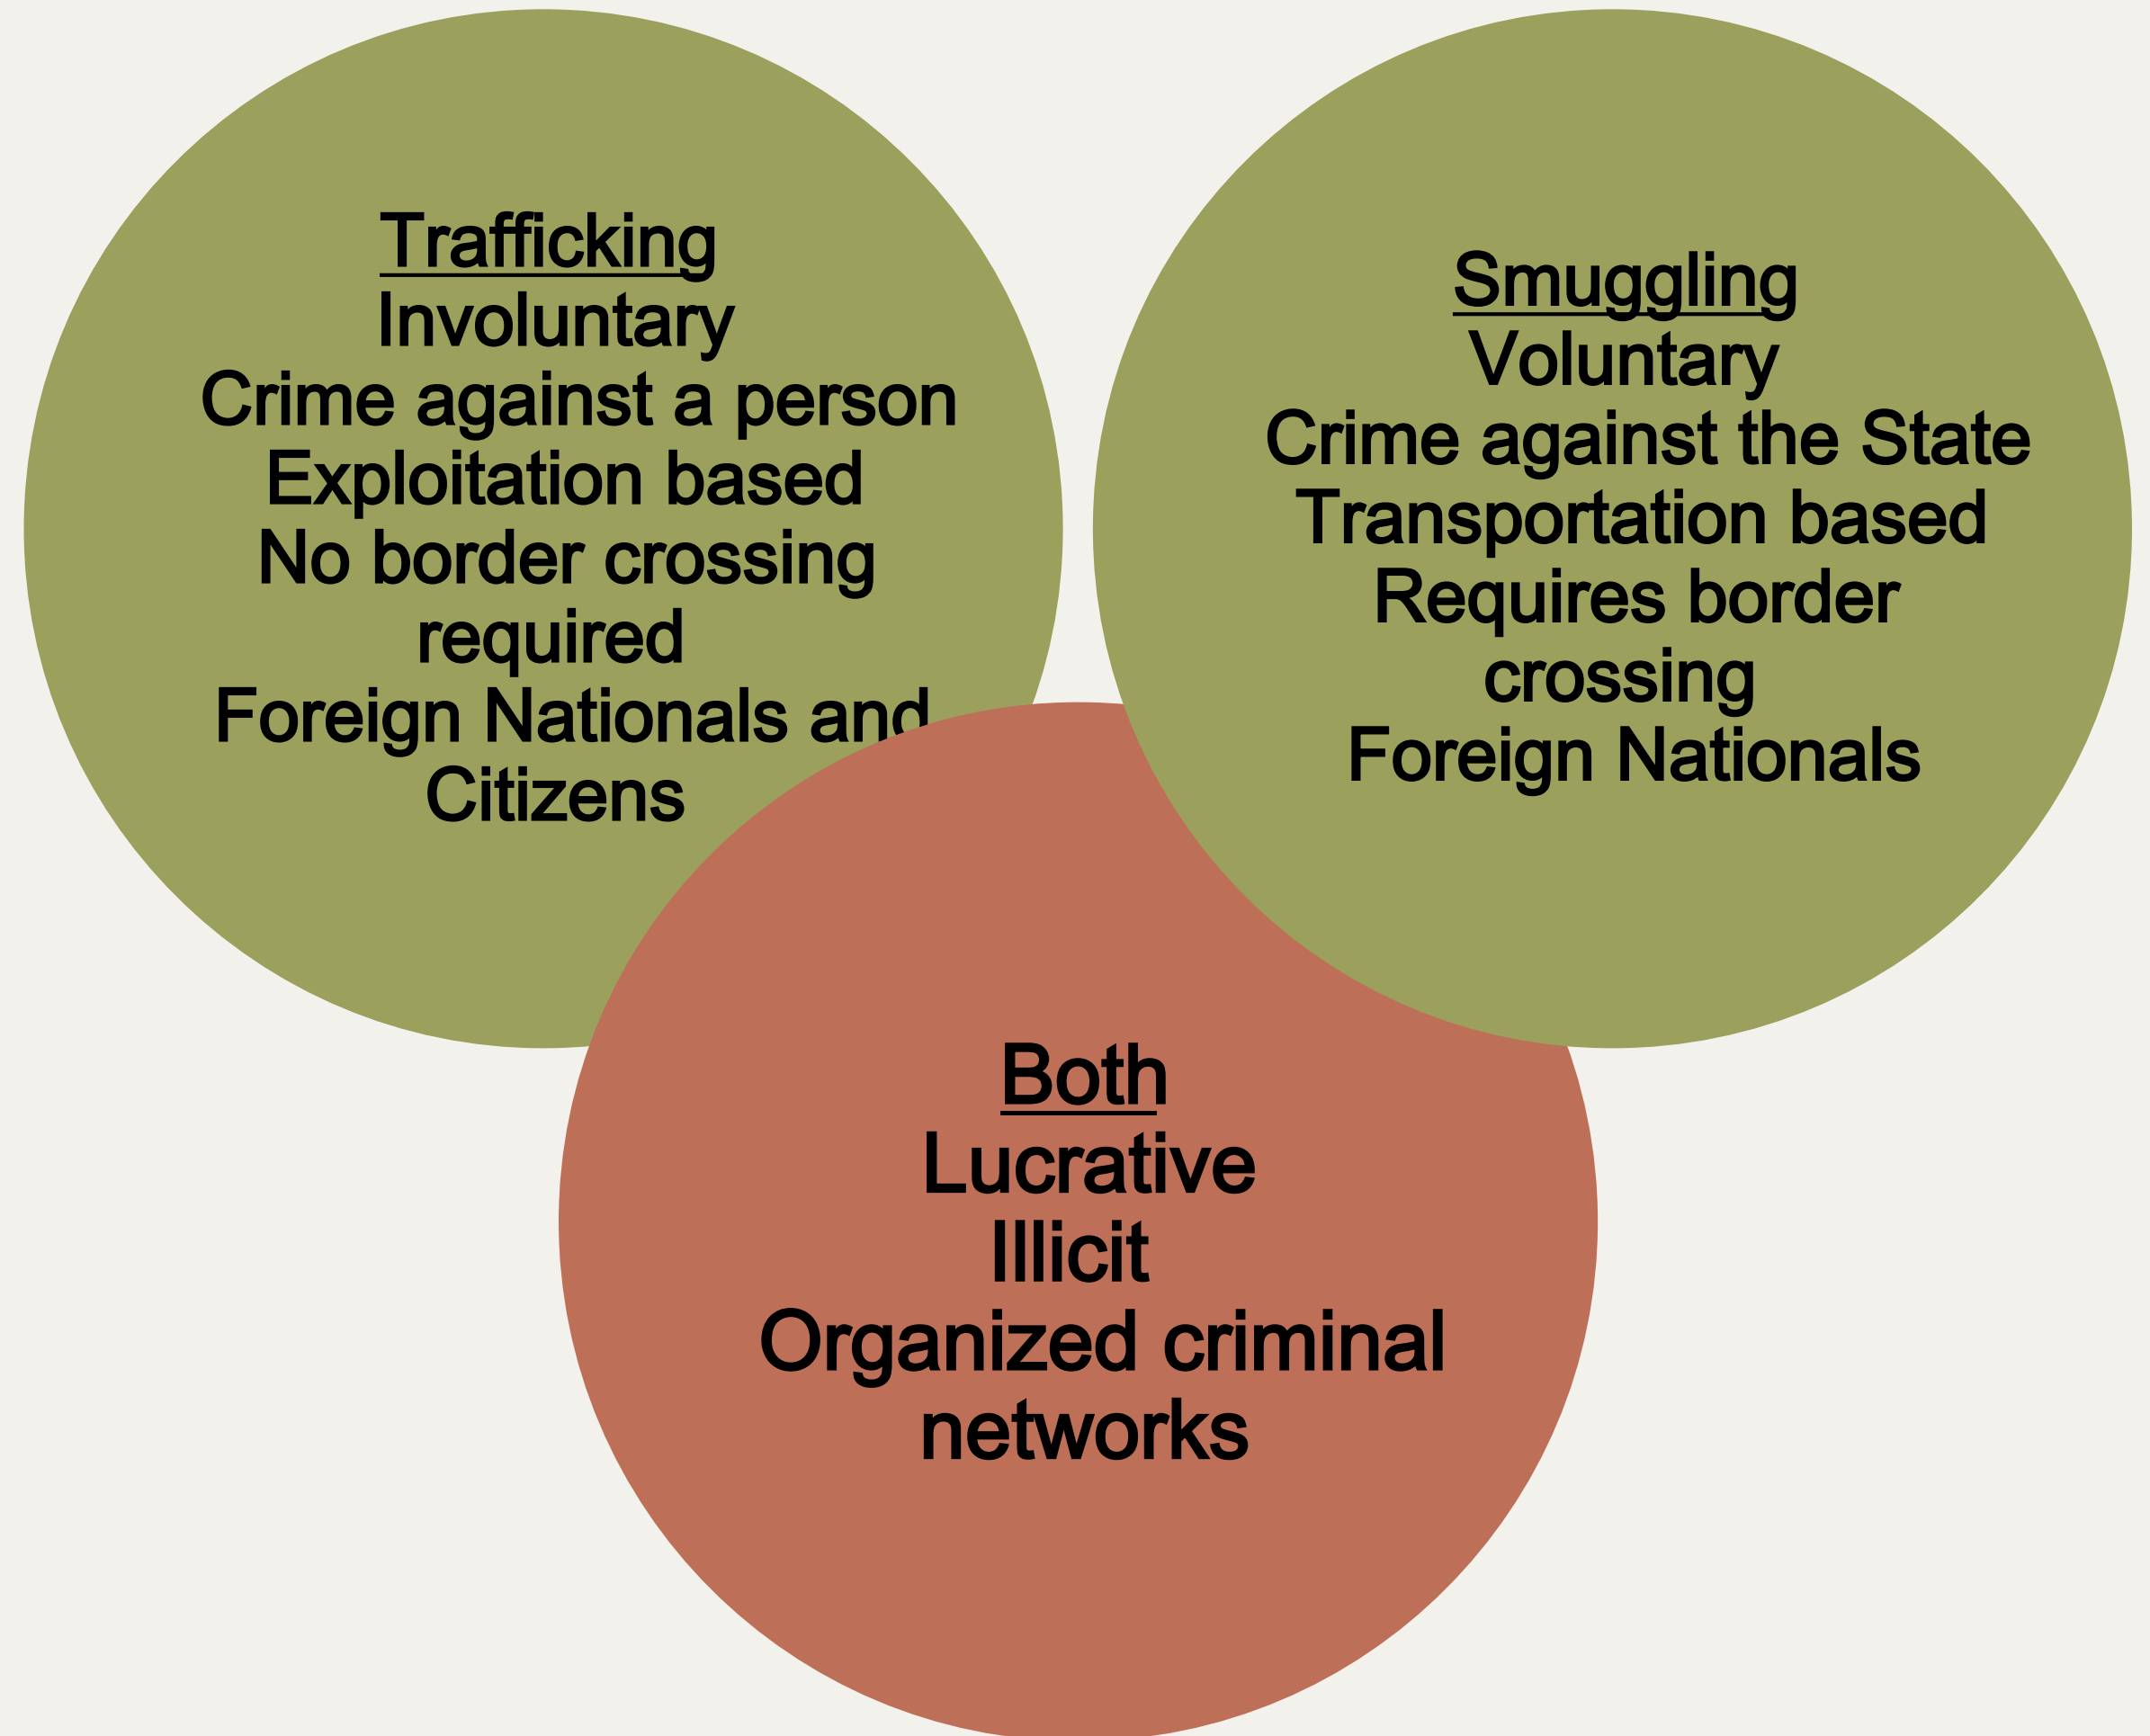 Trafficking
Involuntary
Crime against a person
Exploitation based
No border crossing
required
Foreign Nationals and
Citizens
Smuggling
Voluntary
Crime against the State
Transportation based
Requires border
crossing
Foreign Nationals
Both
Lucrative
Illicit
Organized criminal
networks